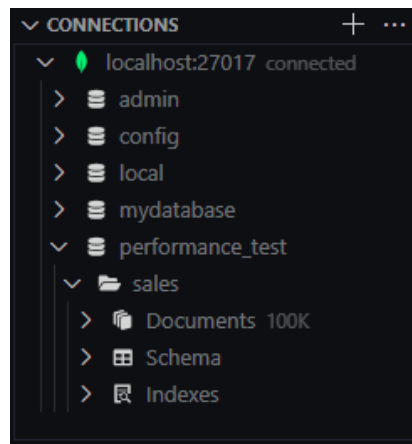 CONNECTIONS
localhost:27017 connected
admin
config
local
mydatabase
performance_test
sales
Documents 100K
Schema
Indexes